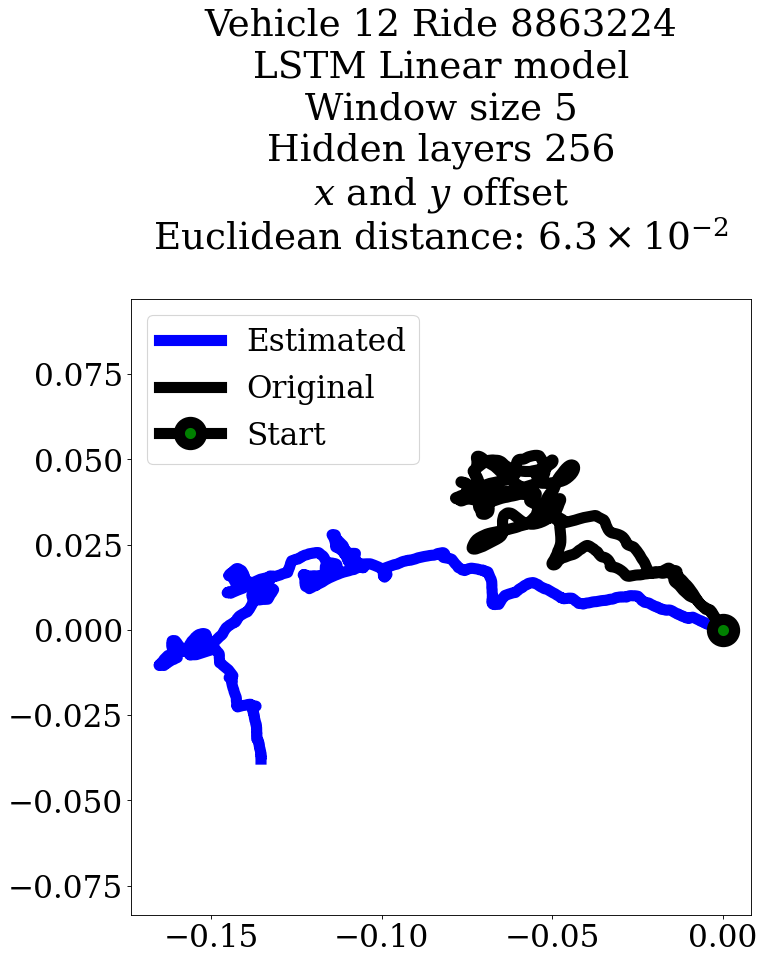 Vehicle 12 Ride 8863224
LSTM Linear model
Window size 5
Hidden layers 256
x and y offset
Euclidean distance: 6.3 × 10⁻²
Estimated
Original
Start
0.075
0.050
0.025
0.000
−0.025
−0.050
−0.075
−0.15 −0.10 −0.05 0.00